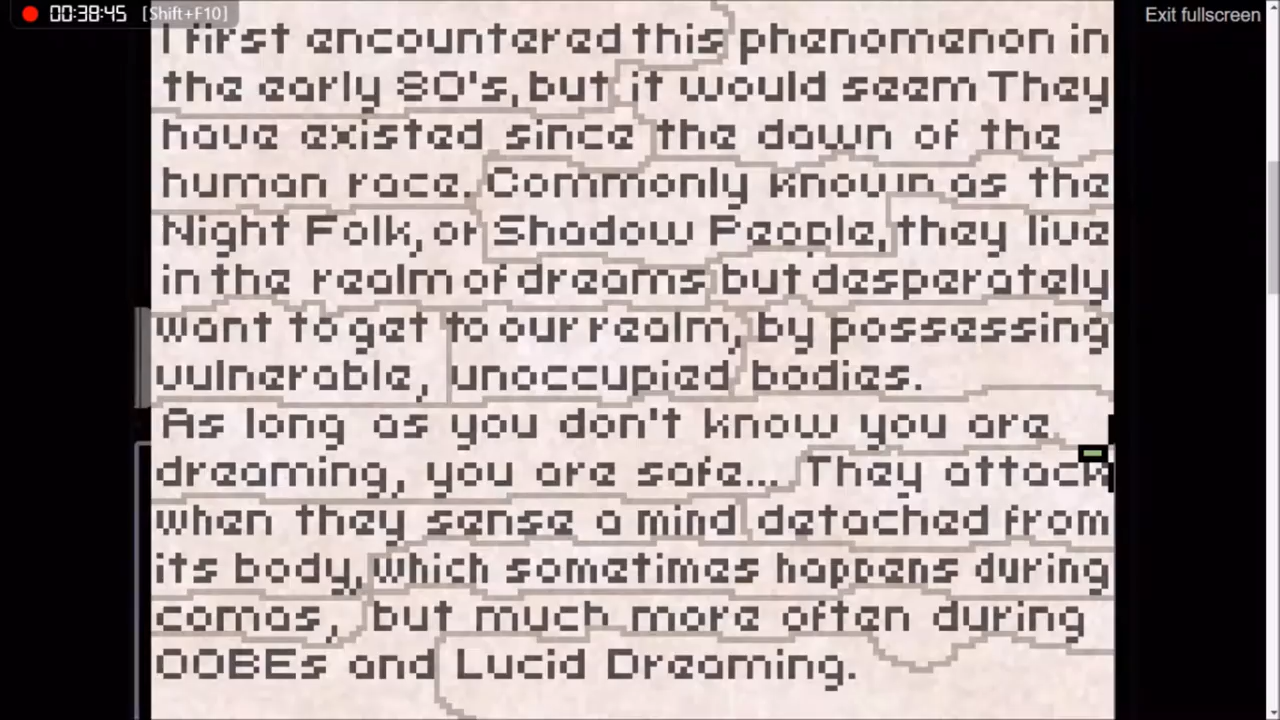 00:38:45 [Shift+F10]
Exit fullscreen
I first encountered this phenomenon in
the early 80's, but it would seem They
have existed since the dawn of the
human race. Commonly known as the
Night Folk, or Shadow People, they live
in the realm of dreams but desperately
want to get to our realm, by possessing
vulnerable, unoccupied bodies.
As long as you don't know you are
dreaming, you are safe... They attack
when they sense a mind detached from
its body, which sometimes happens during
comas, but much more often during
OOBEs and Lucid Dreaming.